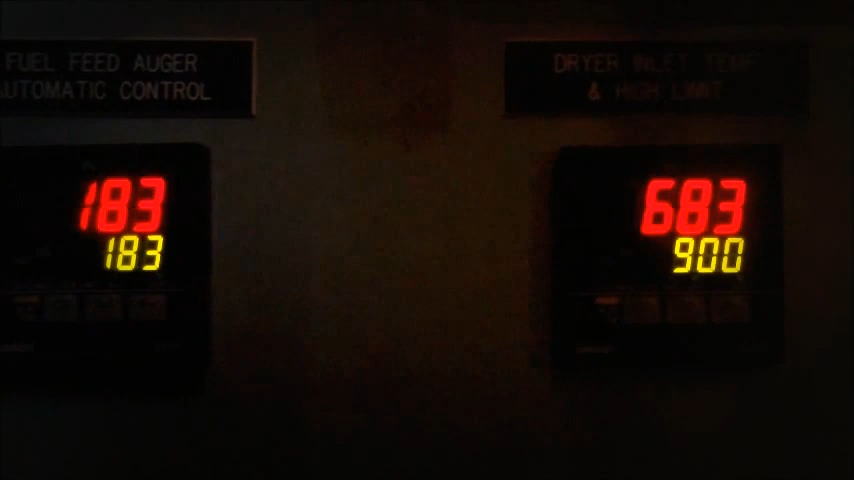 FUEL FEED AUGER
AUTOMATIC CONTROL
183
183
DRYER INLET TEMP
& HIGH LIMIT
683
900